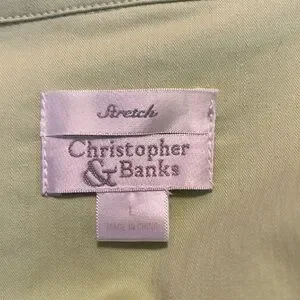 Stretch
Christopher
& Banks
L
MADE IN CHINA